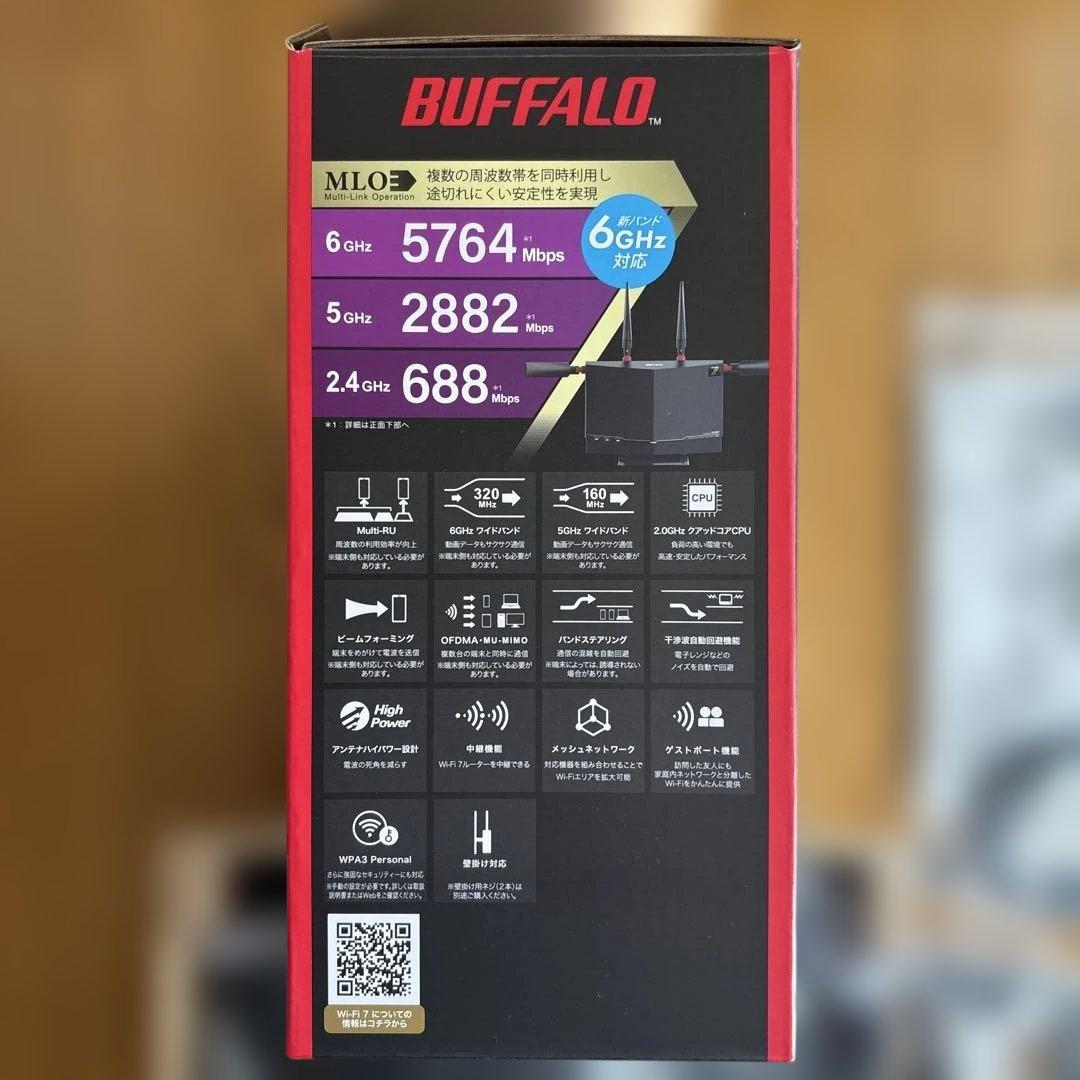 BUFFALO™
MLO
Multi-Link Operation
複数の周波数帯を同時利用し
途切れにくい安定性を実現
新バンド
6GHz
対応
6GHz 5764 *1 Mbps
5GHz 2882 *1 Mbps
2.4GHz 688 *1 Mbps
*1：詳細は正面下部へ
Multi-RU
周波数の利用効率が向上
※端末側も対応している必要が
あります。
320
MHz
6GHz ワイドバンド
動画データもサクサク通信
※端末側も対応している必要が
あります。
160
MHz
5GHz ワイドバンド
動画データもサクサク通信
※端末側も対応している必要が
あります。
CPU
2.0GHz クアッドコアCPU
負荷の高い環境でも
高速・安定したパフォーマンス
ビームフォーミング
端末をめがけて電波を送信
※端末側も対応している必要が
あります。
OFDMA・MU-MIMO
複数台の端末と同時に通信
※端末側も対応している必要が
あります。
バンドステアリング
通信の混雑を自動回避
※端末によっては、誘導されない
場合があります。
干渉波自動回避機能
電子レンジなどの
ノイズを自動で回避
High
Power
アンテナハイパワー設計
電波の死角を減らす
中継機能
Wi-Fi 7ルーターを中継できる
メッシュネットワーク
対応機器を組み合わせることで
Wi-Fiエリアを拡大可能
ゲストポート機能
訪問した友人にも
家庭内ネットワークと分離した
Wi-Fiをかんたんに提供
WPA3 Personal
さらに強固なセキュリティーにも対応
※手動の設定が必要です。詳しくは取扱
説明書またはWebをご確認ください。
壁掛け対応
※壁掛け用ネジ(2本)は
別途ご購入ください。
Wi-Fi 7 についての
情報はコチラから